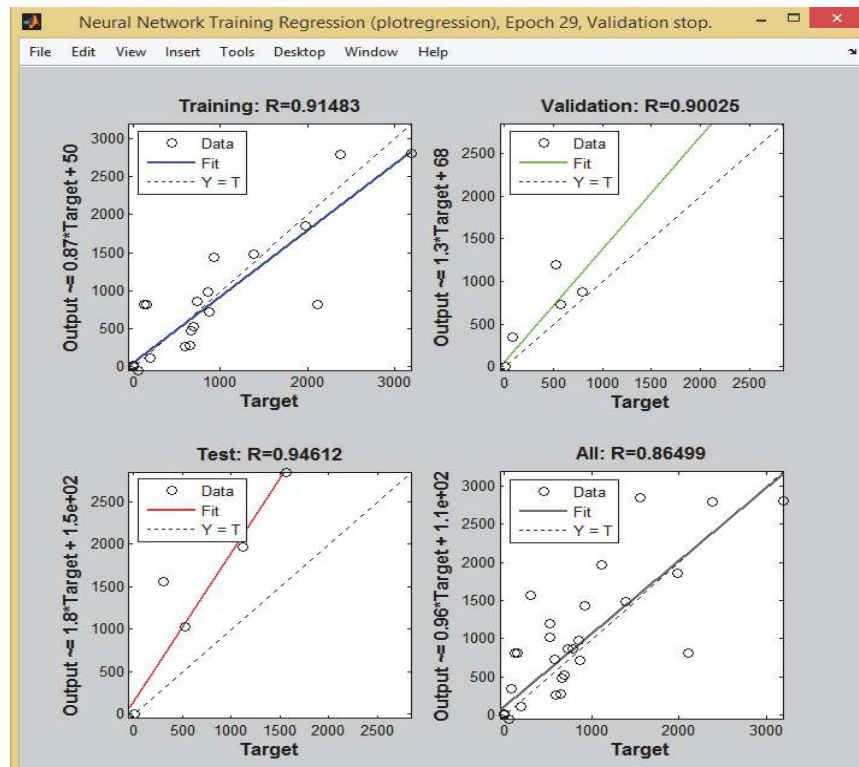 Neural Network Training Regression (plotregression), Epoch 29, Validation stop.
File Edit View Insert Tools Desktop Window Help
Training: R=0.91483
Output ~= 0.87*Target + 50
3000
2500
2000
1500
1000
500
0
Data
Fit
Y = T
0 1000 2000 3000
Target
Validation: R=0.90025
Output ~= 1.3*Target + 68
2500
2000
1500
1000
500
0
Data
Fit
Y = T
0 500 1000 1500 2000 2500
Target
Test: R=0.94612
Output ~= 1.8*Target + 1.5e+02
2500
2000
1500
1000
500
0
Data
Fit
Y = T
0 500 1000 1500 2000 2500
Target
All: R=0.86499
Output ~= 0.96*Target + 1.1e+02
3000
2500
2000
1500
1000
500
0
Data
Fit
Y = T
0 1000 2000 3000
Target